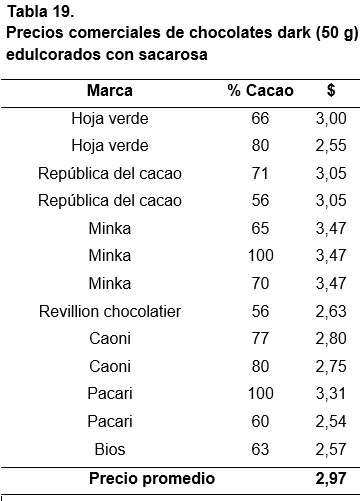 Tabla 19.
Precios comerciales de chocolates dark (50 g)
edulcorados con sacarosa
Marca % Cacao $
Hoja verde 66 3,00
Hoja verde 80 2,55
República del cacao 71 3,05
República del cacao 56 3,05
Minka 65 3,47
Minka 100 3,47
Minka 70 3,47
Revillion chocolatier 56 2,63
Caoni 77 2,80
Caoni 80 2,75
Pacari 100 3,31
Pacari 60 2,54
Bios 63 2,57
Precio promedio 2,97